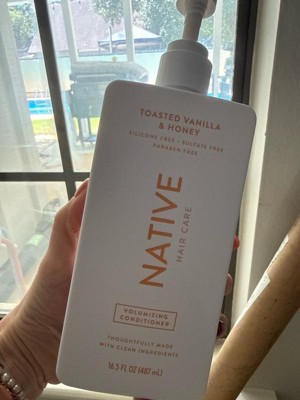 TOASTED VANILLA
& HONEY
SILICONE FREE • SULFATE FREE
PARABEN FREE
NATIVE
HAIR CARE
VOLUMIZING
CONDITIONER
THOUGHTFULLY MADE
WITH CLEAN INGREDIENTS
16.5 FL OZ (487 mL)